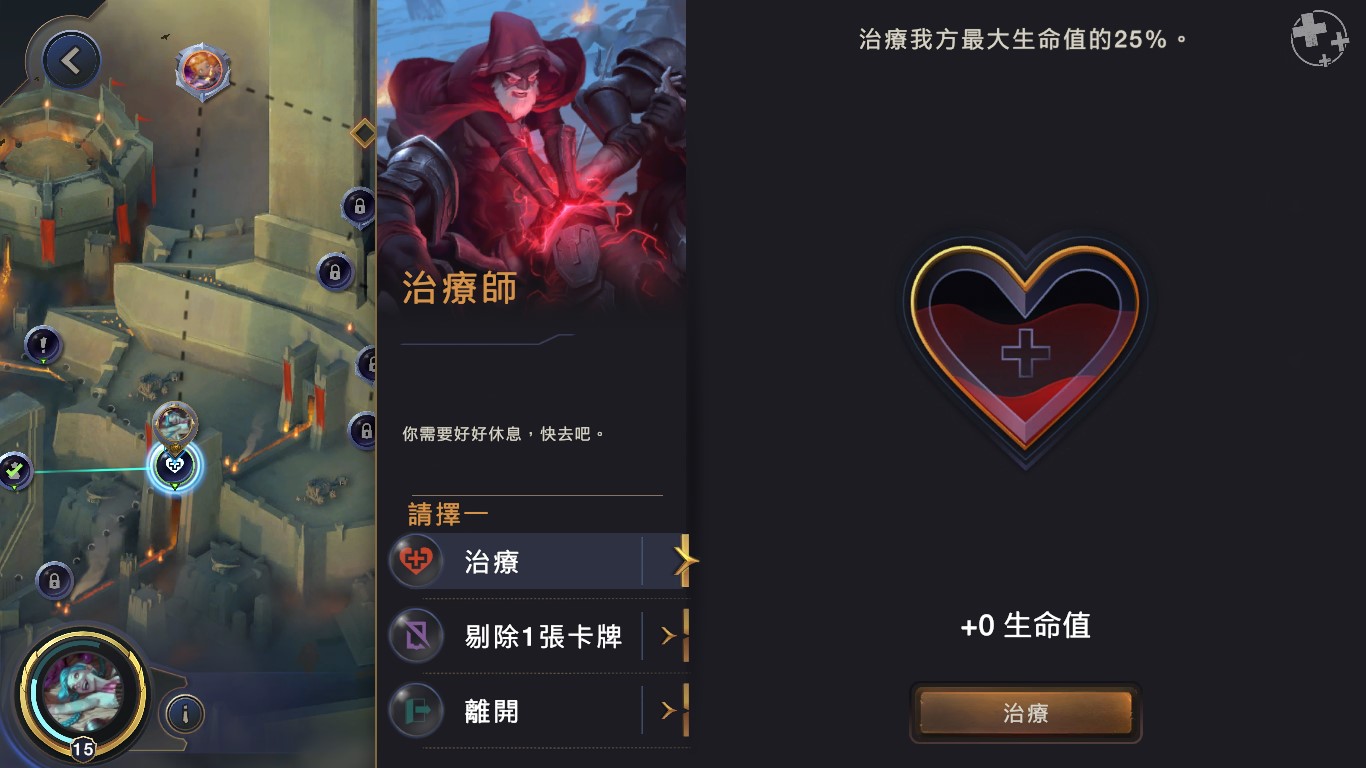 治療我方最大生命值的25%。
治療師
你需要好好休息，快去吧。
請擇一
治療
剔除1張卡牌
離開
+0 生命值
治療
15